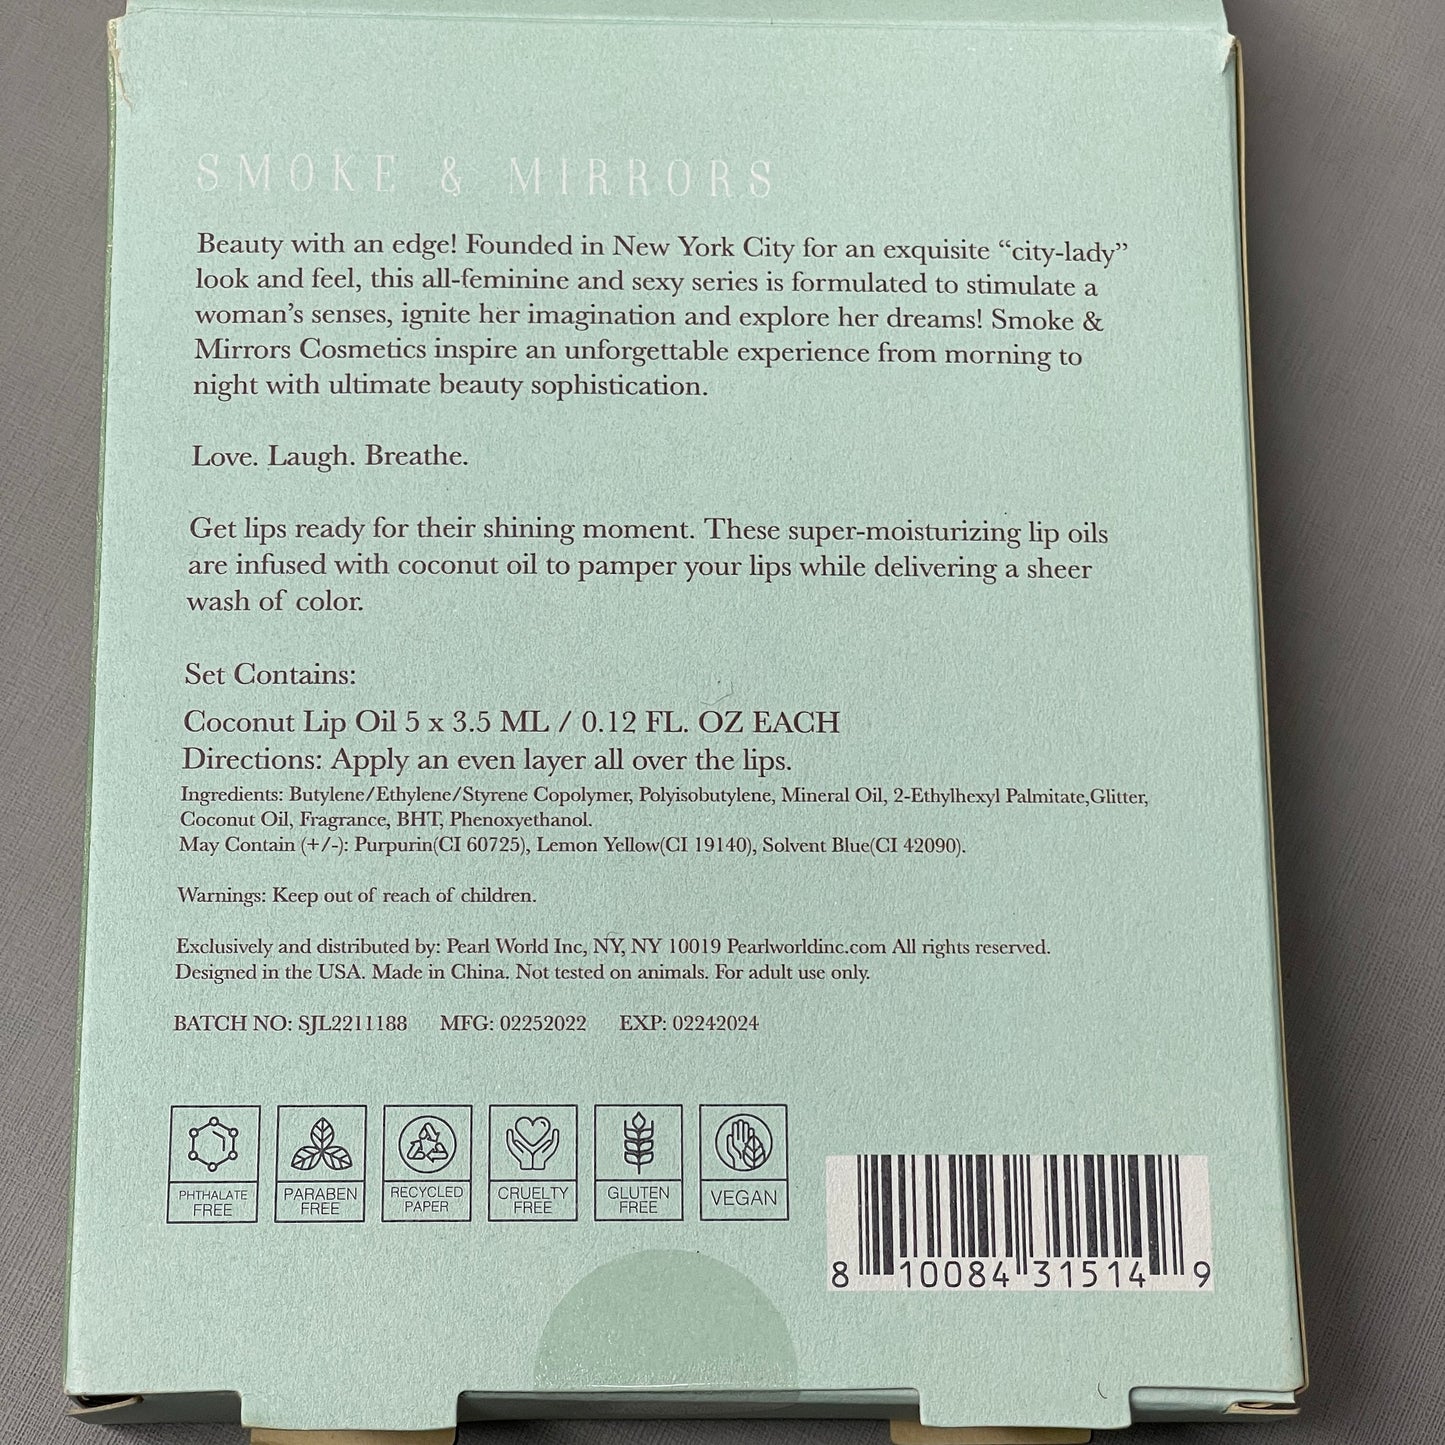 SMOKE & MIRRORS
Beauty with an edge! Founded in New York City for an exquisite “city-lady”
look and feel, this all-feminine and sexy series is formulated to stimulate a
woman’s senses, ignite her imagination and explore her dreams! Smoke &
Mirrors Cosmetics inspire an unforgettable experience from morning to
night with ultimate beauty sophistication.
Love. Laugh. Breathe.
Get lips ready for their shining moment. These super-moisturizing lip oils
are infused with coconut oil to pamper your lips while delivering a sheer
wash of color.
Set Contains:
Coconut Lip Oil 5 x 3.5 ML / 0.12 FL. OZ EACH
Directions: Apply an even layer all over the lips.
Ingredients: Butylene/Ethylene/Styrene Copolymer, Polyisobutylene, Mineral Oil, 2-Ethylhexyl Palmitate,Glitter,
Coconut Oil, Fragrance, BHT, Phenoxyethanol.
May Contain (+/-): Purpurin(CI 60725), Lemon Yellow(CI 19140), Solvent Blue(CI 42090).
Warnings: Keep out of reach of children.
Exclusively and distributed by: Pearl World Inc, NY, NY 10019 Pearlworldinc.com All rights reserved.
Designed in the USA. Made in China. Not tested on animals. For adult use only.
BATCH NO: SJL2211188 MFG: 02252022 EXP: 02242024
PHTHALATE
FREE
PARABEN
FREE
RECYCLED
PAPER
CRUELTY
FREE
GLUTEN
FREE
VEGAN
8 10084 31514 9